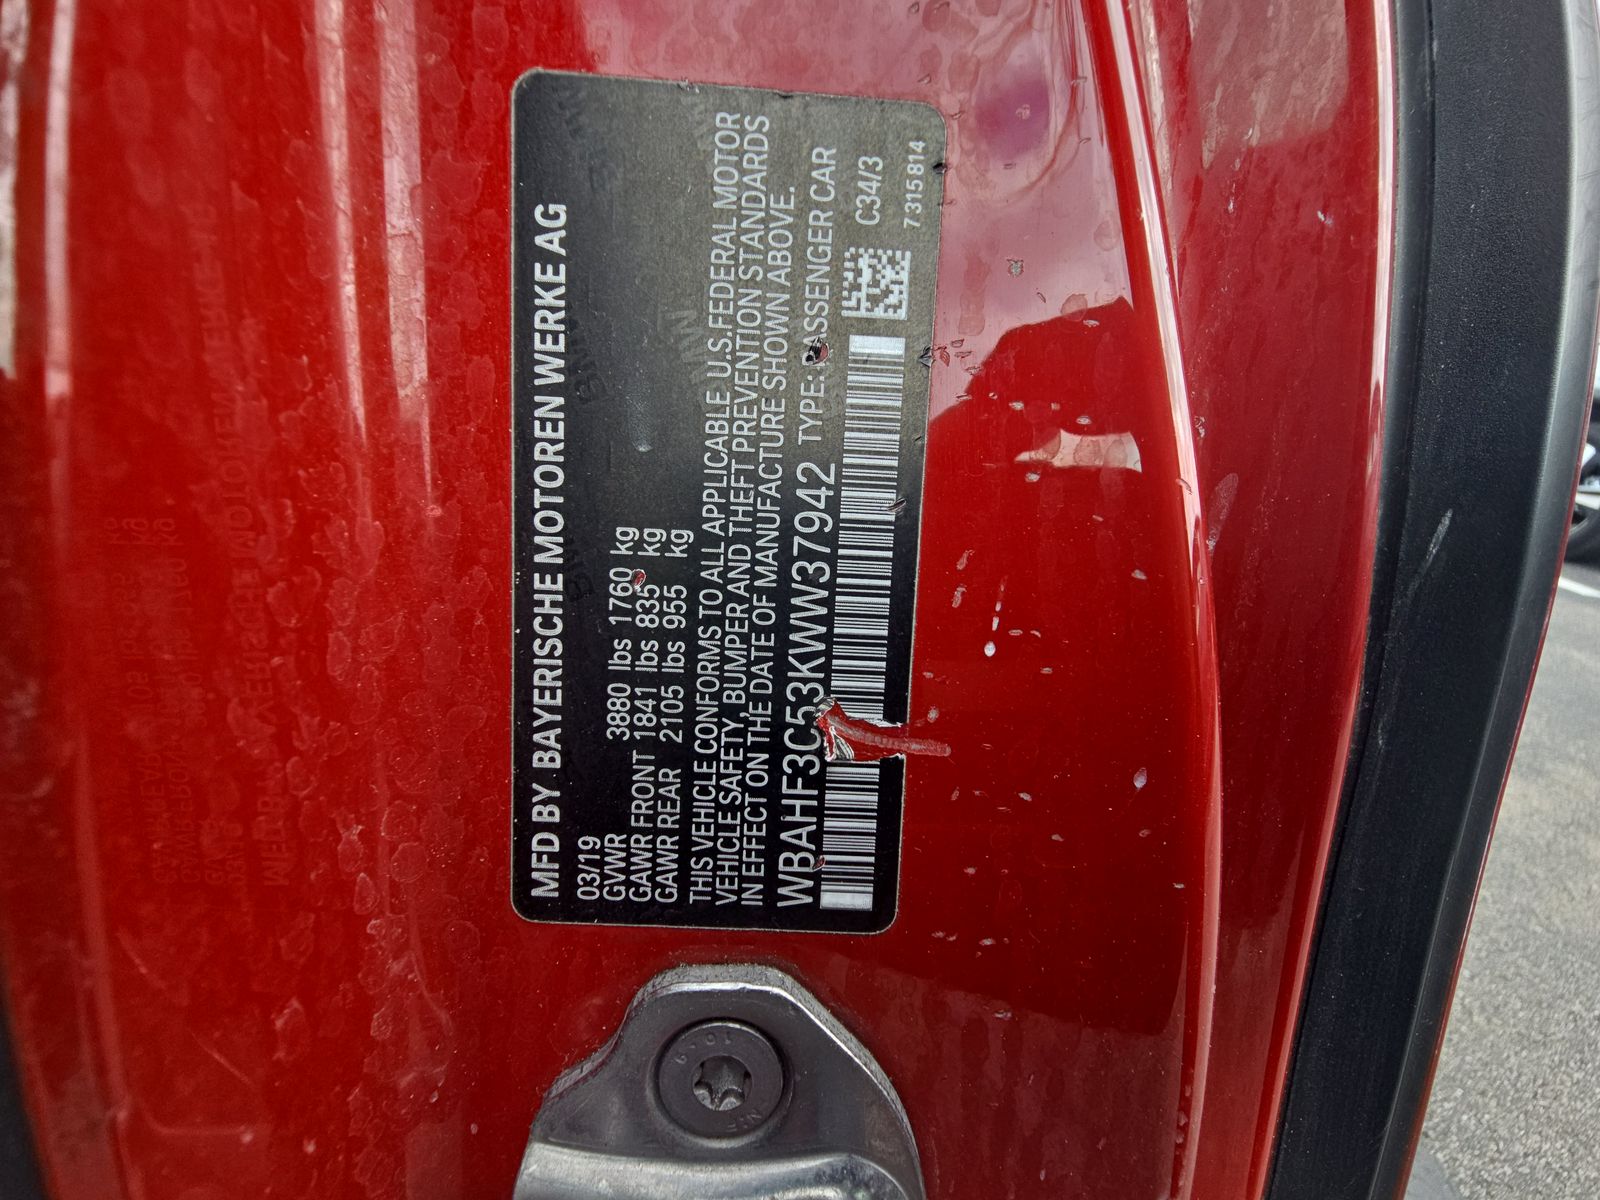 MFD BY BAYERISCHE MOTOREN WERKE AG
03/19
GVWR 3880 lbs 1760 kg
GAWR FRONT 1841 lbs 835 kg
GAWR REAR 2105 lbs 955 kg
THIS VEHICLE CONFORMS TO ALL APPLICABLE U.S.FEDERAL MOTOR
VEHICLE SAFETY, BUMPER AND THEFT PREVENTION STANDARDS
IN EFFECT ON THE DATE OF MANUFACTURE SHOWN ABOVE.
WBAHF3C53KWW37942 TYPE: PASSENGER CAR
C34/3
7315814
10.9